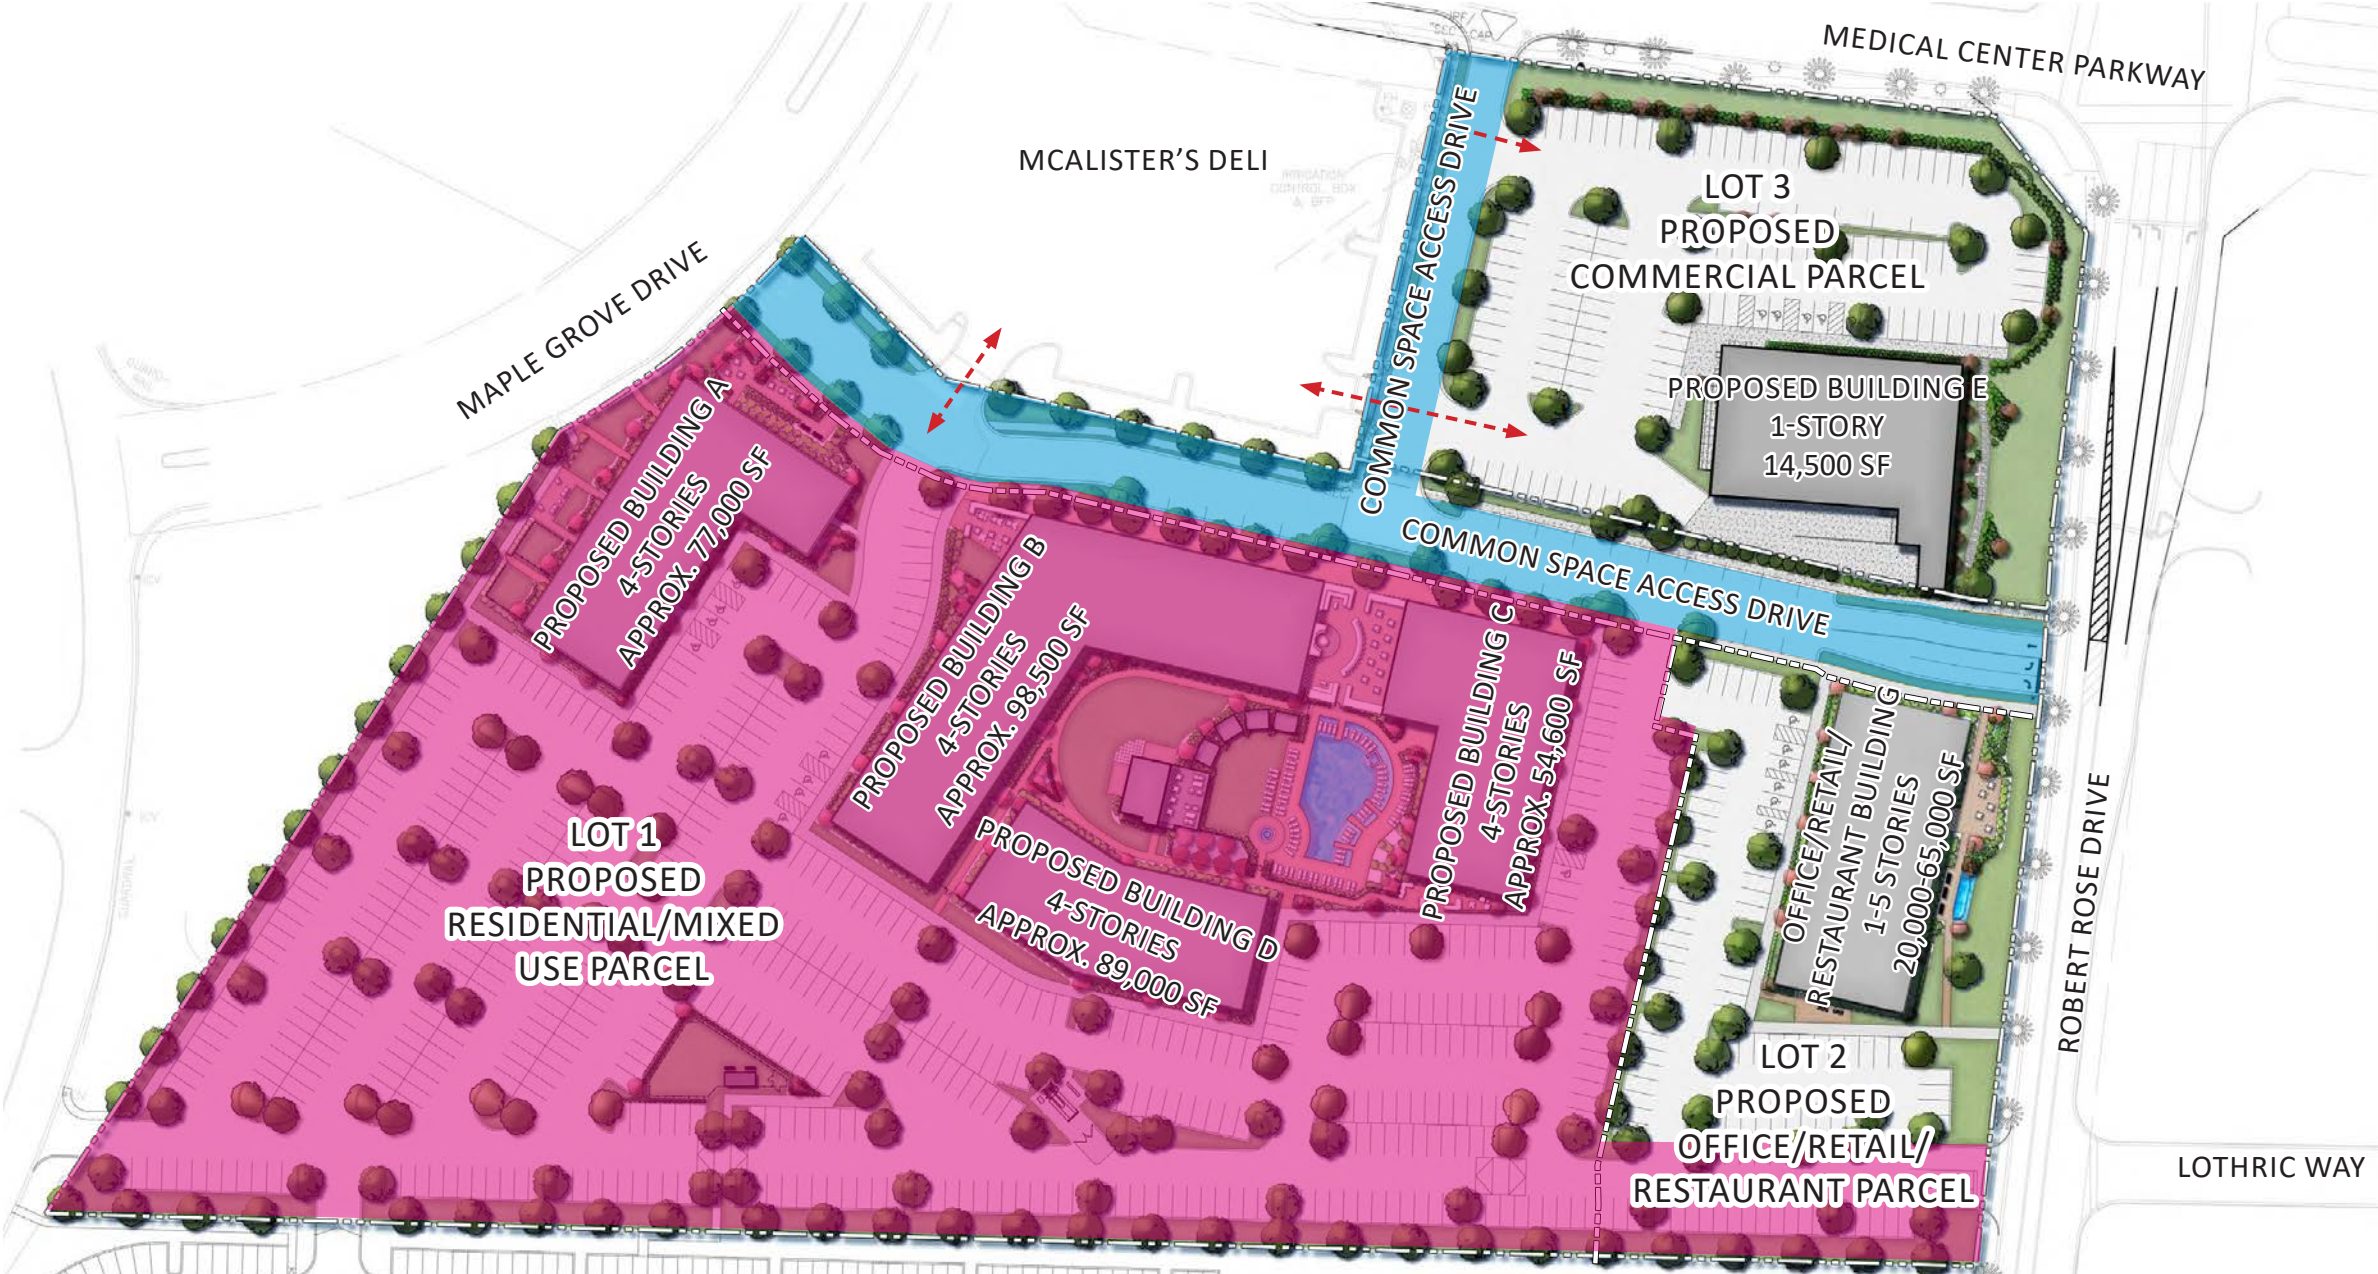 MEDICAL CENTER PARKWAY
MCALISTER'S DELI
IRRIGATION
CONTROL BOX
& BFP
COMMON SPACE ACCESS DRIVE
LOT 3
PROPOSED
COMMERCIAL PARCEL
MAPLE GROVE DRIVE
PROPOSED BUILDING E
1-STORY
14,500 SF
PROPOSED BUILDING A
4-STORIES
APPROX. 77,000 SF
COMMON SPACE ACCESS DRIVE
PROPOSED BUILDING B
4-STORIES
APPROX. 98,500 SF
PROPOSED BUILDING C
4-STORIES
APPROX. 54,600 SF
OFFICE/RETAIL/
RESTAURANT BUILDING G
1-5 STORIES
20,000-65,000 SF
ROBERT ROSE DRIVE
PROPOSED BUILDING D
4-STORIES
APPROX. 89,000 SF
LOT 1
PROPOSED
RESIDENTIAL/MIXED
USE PARCEL
LOT 2
PROPOSED
OFFICE/RETAIL/
RESTAURANT PARCEL
LOTHRIC WAY